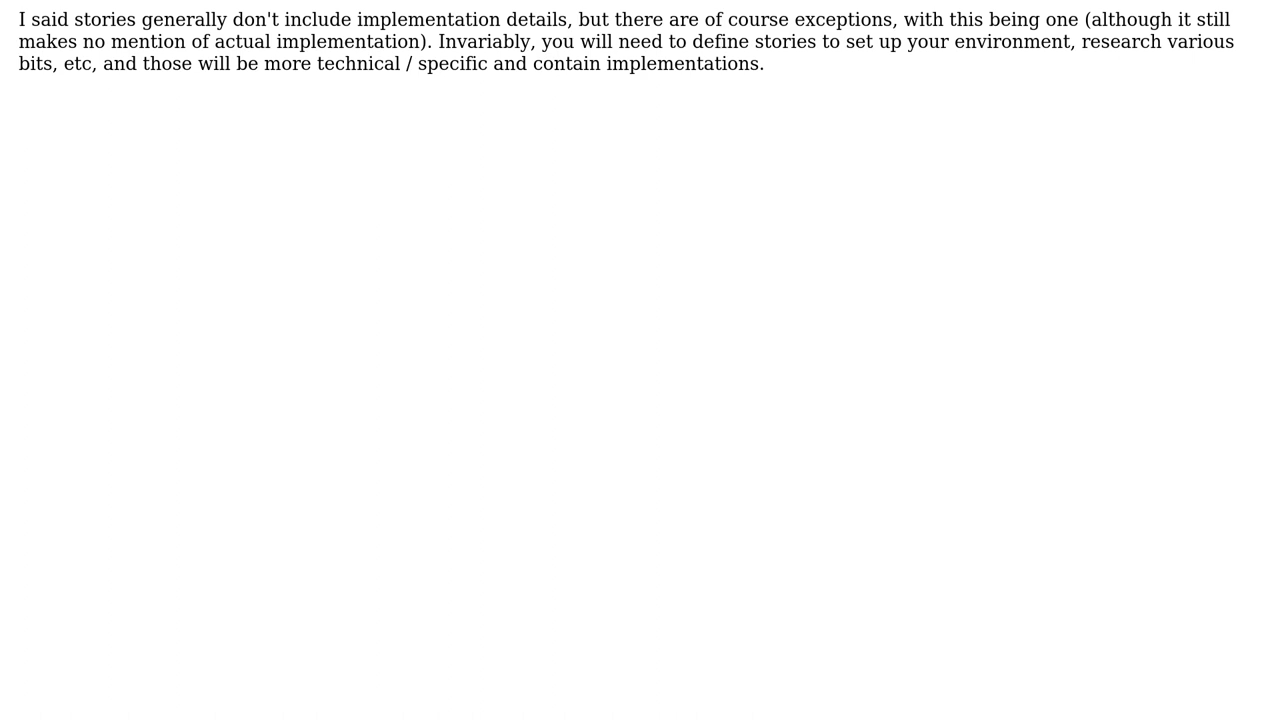 I said stories generally don't include implementation details, but there are of course exceptions, with this being one (although it still
makes no mention of actual implementation). Invariably, you will need to define stories to set up your environment, research various
bits, etc, and those will be more technical / specific and contain implementations.